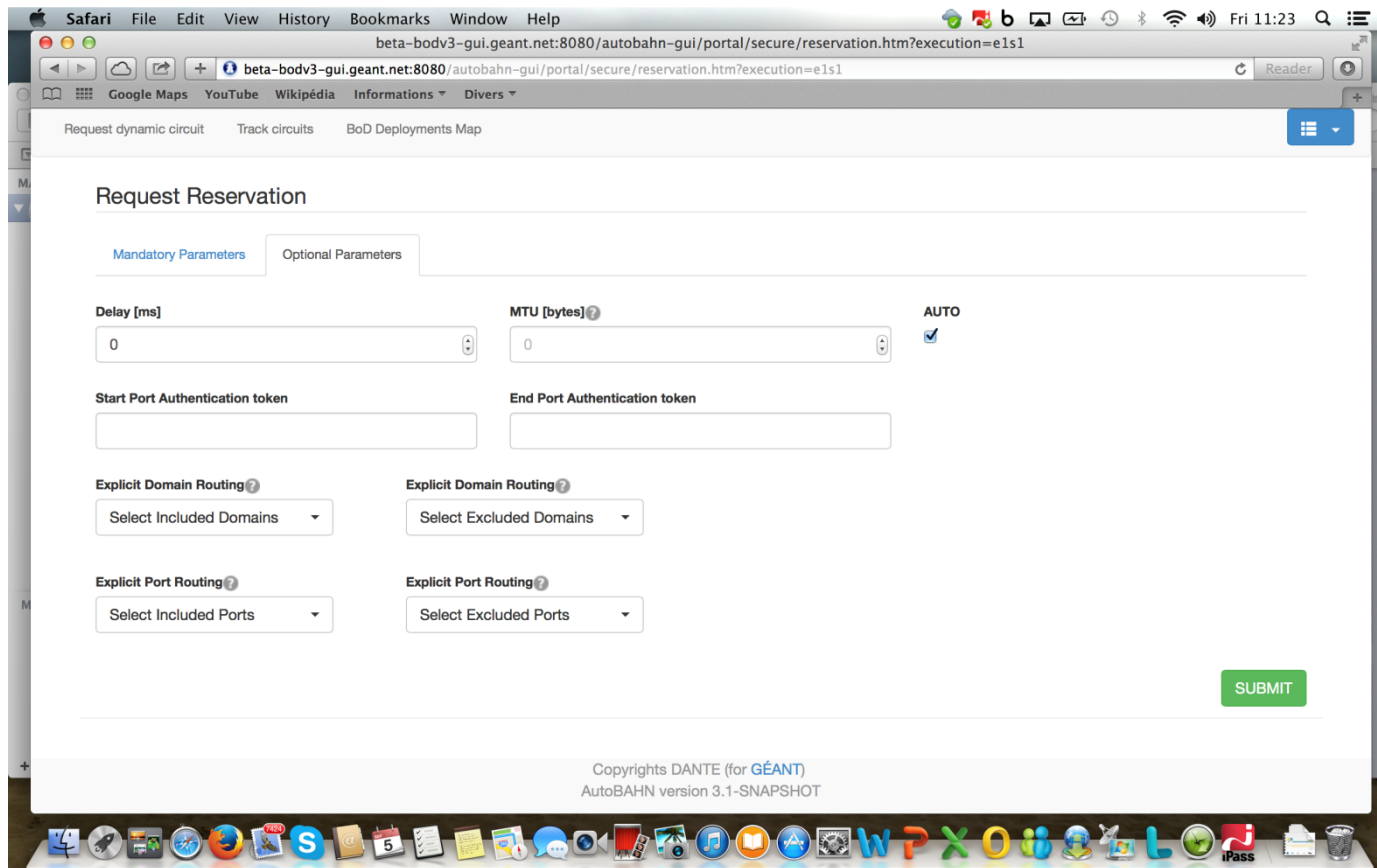 Safari File Edit View History Bookmarks Window Help Fri 11:23
beta-bodv3-gui.geant.net:8080/autobahn-gui/portal/secure/reservation.htm?execution=e1s1
beta-bodv3-gui.geant.net:8080/autobahn-gui/portal/secure/reservation.htm?execution=e1s1 Reader
Google Maps YouTube Wikipédia Informations Divers
Request dynamic circuit Track circuits BoD Deployments Map
Request Reservation
Mandatory Parameters Optional Parameters
Delay [ms] MTU [bytes] AUTO
0 0
Start Port Authentication token End Port Authentication token
Explicit Domain Routing Explicit Domain Routing
Select Included Domains Select Excluded Domains
Explicit Port Routing Explicit Port Routing
Select Included Ports Select Excluded Ports
SUBMIT
Copyrights DANTE (for GÉANT)
AutoBAHN version 3.1-SNAPSHOT
7424
5
iPass